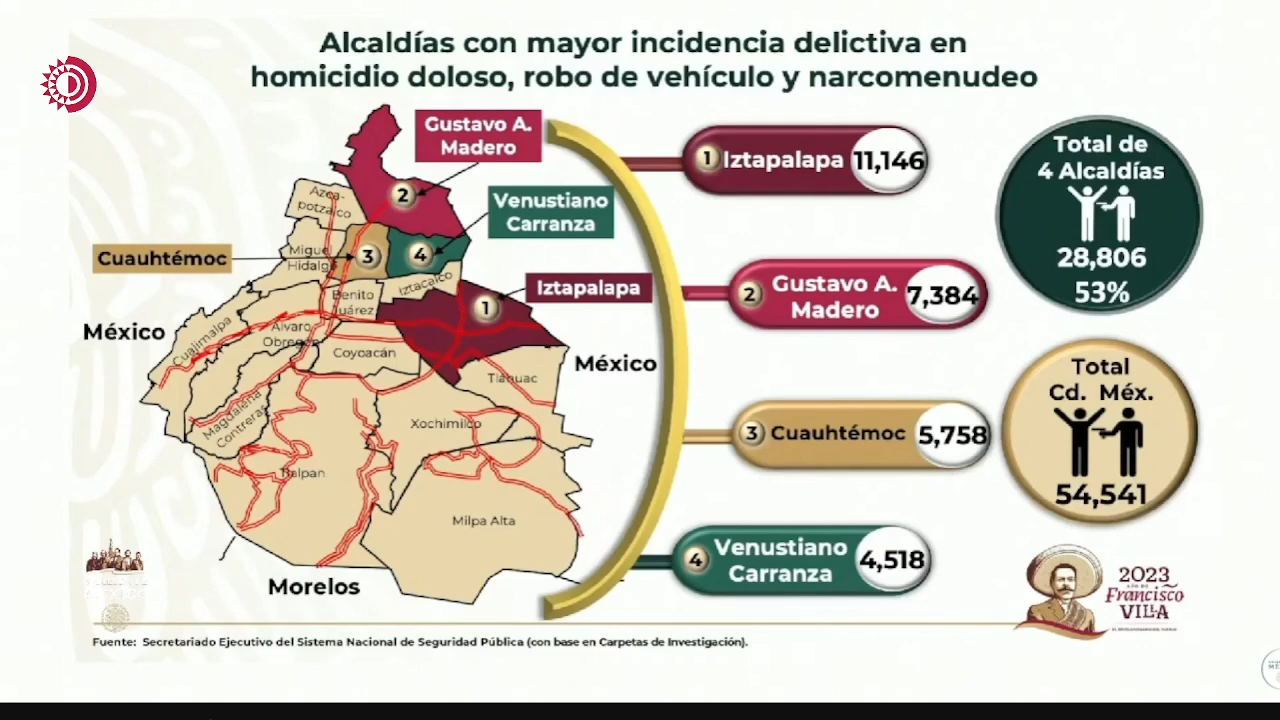 Alcaldías con mayor incidencia delictiva en
homicidio doloso, robo de vehículo y narcomenudeo
Gustavo A.
Madero
Venustiano
Carranza
Cuauhtémoc
Iztapalapa
México
México
Morelos
2
3
4
1
Azca-
potzalco
Miguel
Hidalgo
Iztacalco
Benito
Juárez
Cuajimalpa
Alvaro
Obregón
Coyoacán
Magdalena
Contreras
Tláhuac
Xochimilco
Tlalpan
Milpa Alta
1 Iztapalapa 11,146
2 Gustavo A.
Madero 7,384
3 Cuauhtémoc 5,758
4 Venustiano
Carranza 4,518
Total de
4 Alcaldías
28,806
53%
Total
Cd. Méx.
54,541
2023
Francisco
VILLA
Fuente: Secretariado Ejecutivo del Sistema Nacional de Seguridad Pública (con base en Carpetas de Investigación).